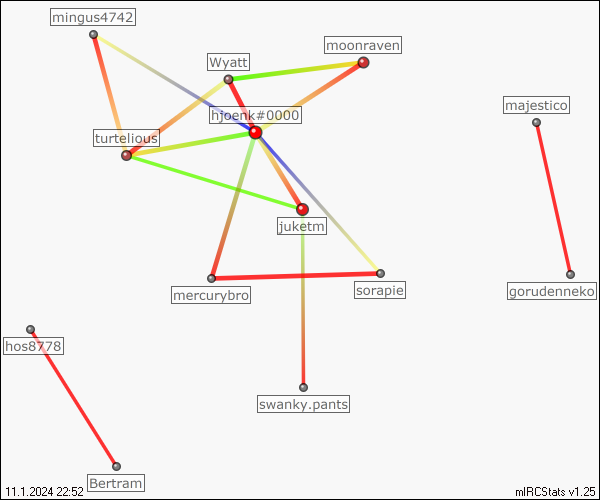 mingus4742
moonraven
Wyatt
majestico
hjoenk#0000
turtelious
juketm
mercurybro
sorapie
gorudenneko
hos8778
swanky.pants
Bertram
11.1.2024 22:52
mIRCStats v1.25